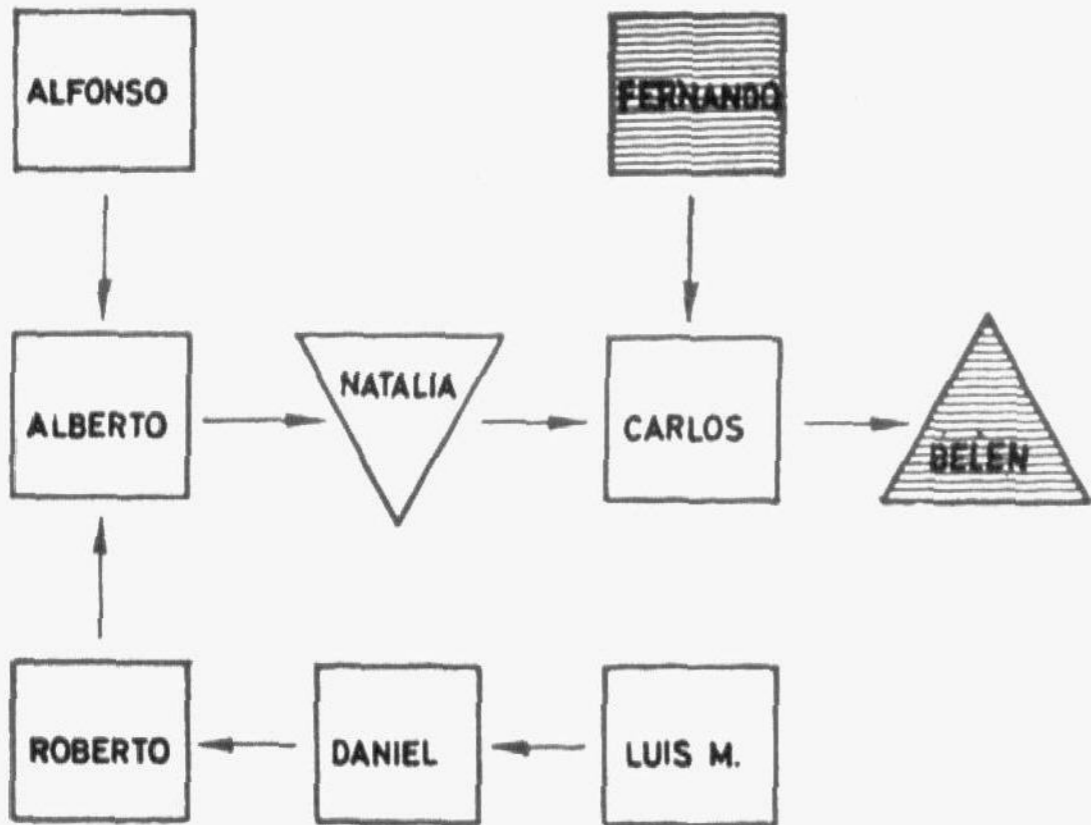 ALFONSO
FERNANDO
ALBERTO
NATALIA
CARLOS
BELEN
ROBERTO
DANIEL
LUIS M.